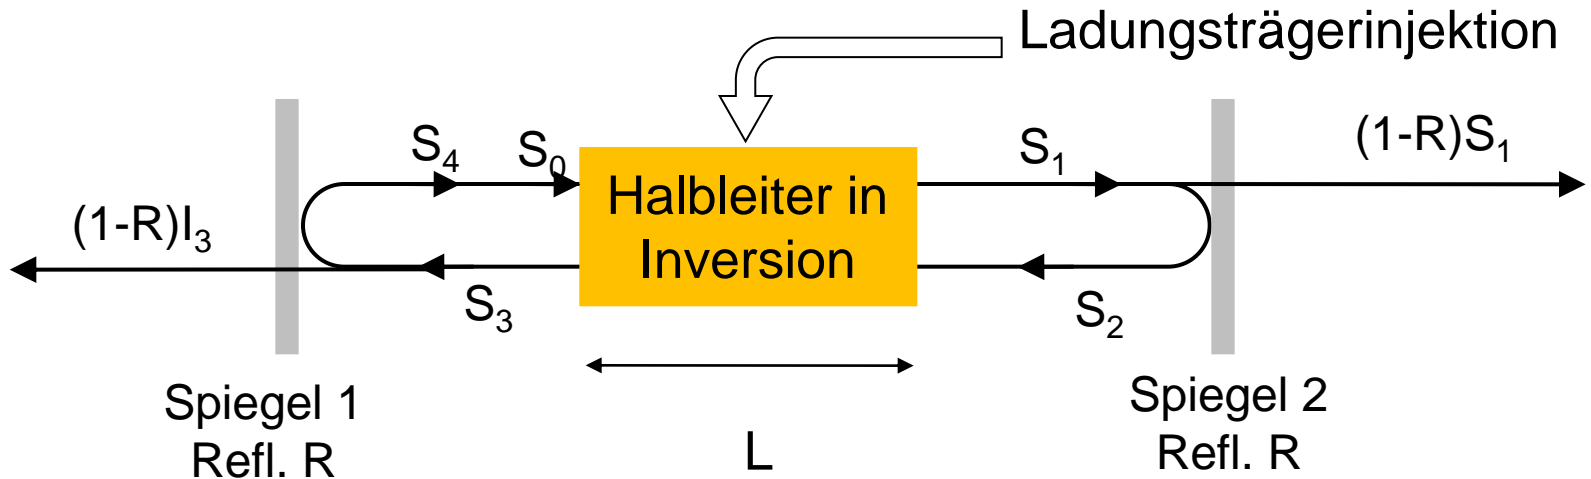 Ladungsträgerinjektion
S₄
S₀
S₁
(1-R)S₁
(1-R)I₃
Halbleiter in
Inversion
S₃
S₂
Spiegel 1
Refl. R
L
Spiegel 2
Refl. R